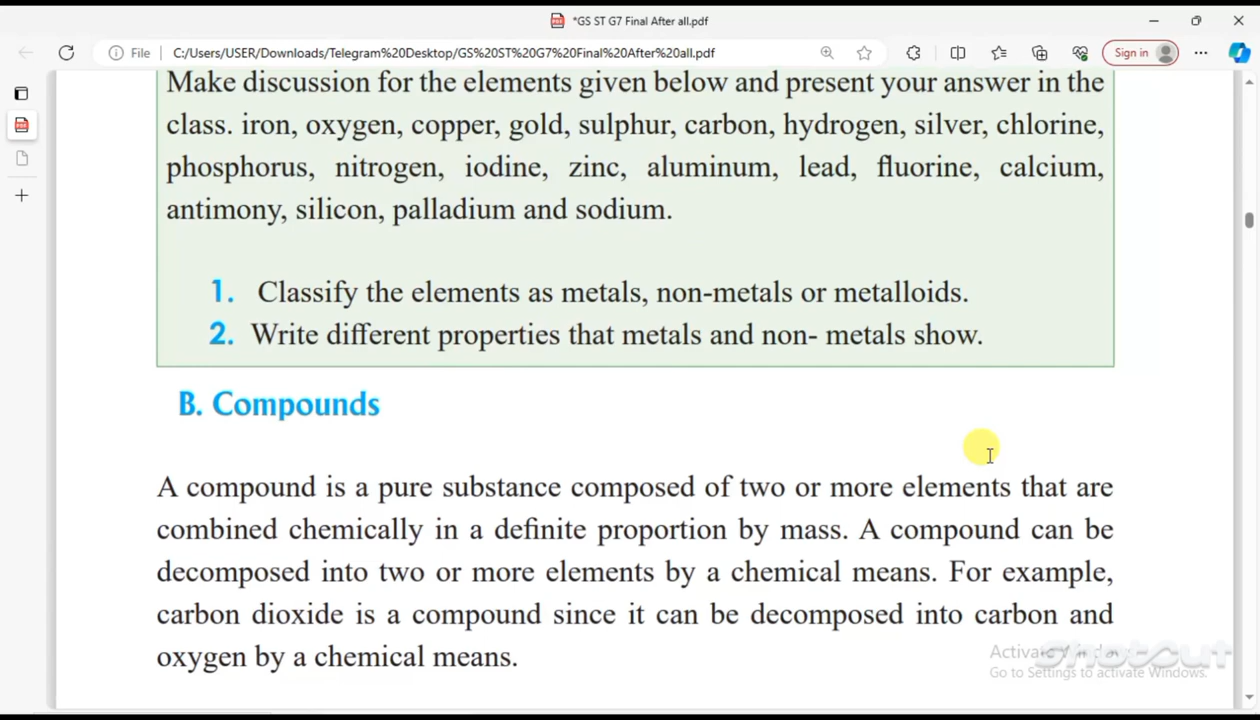 *GS ST G7 Final After all.pdf
File
C:/Users/USER/Downloads/Telegram%20Desktop/GS%20ST%20G7%20Final%20After%20all.pdf
Sign in
Make discussion for the elements given below and present your answer in the
class. iron, oxygen, copper, gold, sulphur, carbon, hydrogen, silver, chlorine,
phosphorus, nitrogen, iodine, zinc, aluminum, lead, fluorine, calcium,
antimony, silicon, palladium and sodium.
1. Classify the elements as metals, non-metals or metalloids.
2. Write different properties that metals and non- metals show.
B. Compounds
A compound is a pure substance composed of two or more elements that are
combined chemically in a definite proportion by mass. A compound can be
decomposed into two or more elements by a chemical means. For example,
carbon dioxide is a compound since it can be decomposed into carbon and
oxygen by a chemical means.
Activate Windows
Shotcut
Go to Settings to activate Windows.